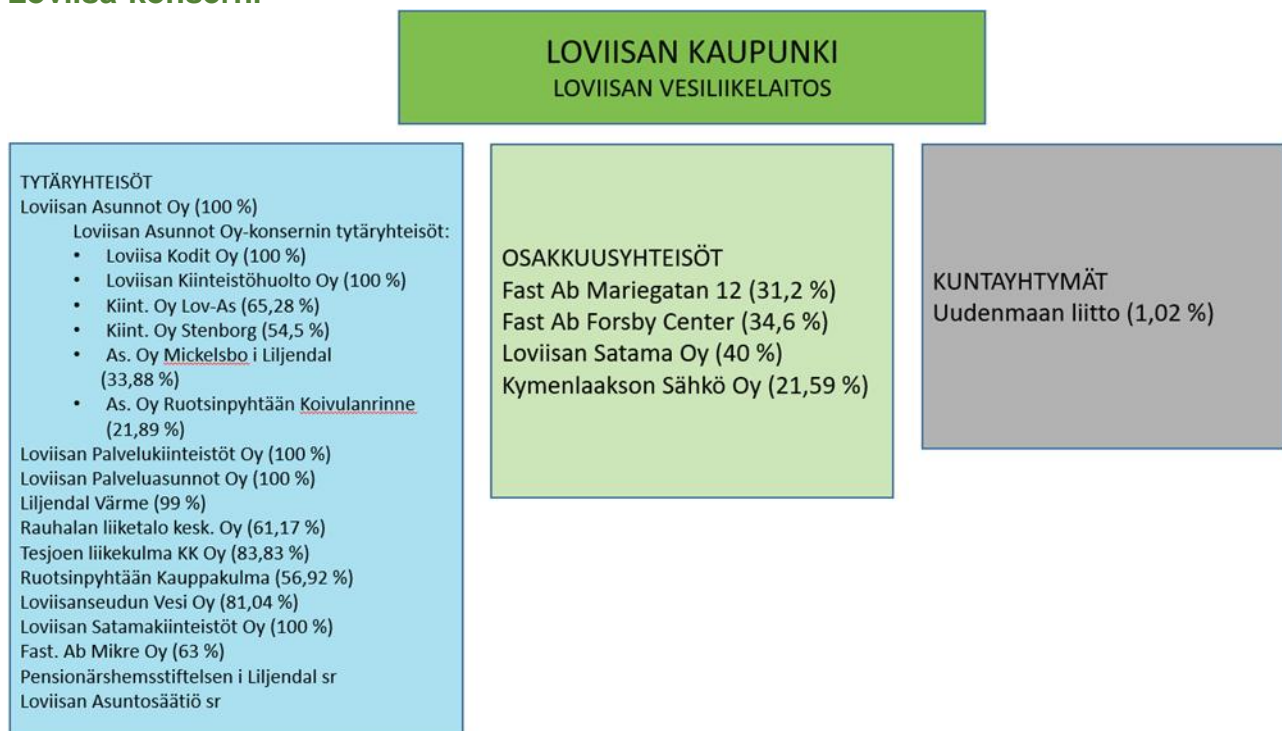 Loviisa-konserni
LOVIISAN KAUPUNKI
LOVIISAN VESILIIKELAITOS
TYTÄRYHTEISÖT
Loviisan Asunnot Oy (100 %)
Loviisan Asunnot Oy-konsernin tytäryhteisöt:
• Loviisa Kodit Oy (100 %)
• Loviisan Kiinteistöhuolto Oy (100 %)
• Kiint. Oy Lov-As (65,28 %)
• Kiint. Oy Stenborg (54,5 %)
• As. Oy Mickelsbo i Liljendal
(33,88 %)
• As. Oy Ruotsinpyhtään Koivulanrinne
(21,89 %)
Loviisan Palvelukiinteistöt Oy (100 %)
Loviisan Palveluasunnot Oy (100 %)
Liljendal Värme (99 %)
Rauhalan liiketalo kesk. Oy (61,17 %)
Tesjoen liikekulma KK Oy (83,83 %)
Ruotsinpyhtään Kauppakulma (56,92 %)
Loviisanseudun Vesi Oy (81,04 %)
Loviisan Satamakiinteistöt Oy (100 %)
Fast. Ab Mikre Oy (63 %)
Pensionärshemsstiftelsen i Liljendal sr
Loviisan Asuntosäätiö sr
OSAKKUUSYHTEISÖT
Fast Ab Mariegatan 12 (31,2 %)
Fast Ab Forsby Center (34,6 %)
Loviisan Satama Oy (40 %)
Kymenlaakson Sähkö Oy (21,59 %)
KUNTAYHTYMÄT
Uudenmaan liitto (1,02 %)